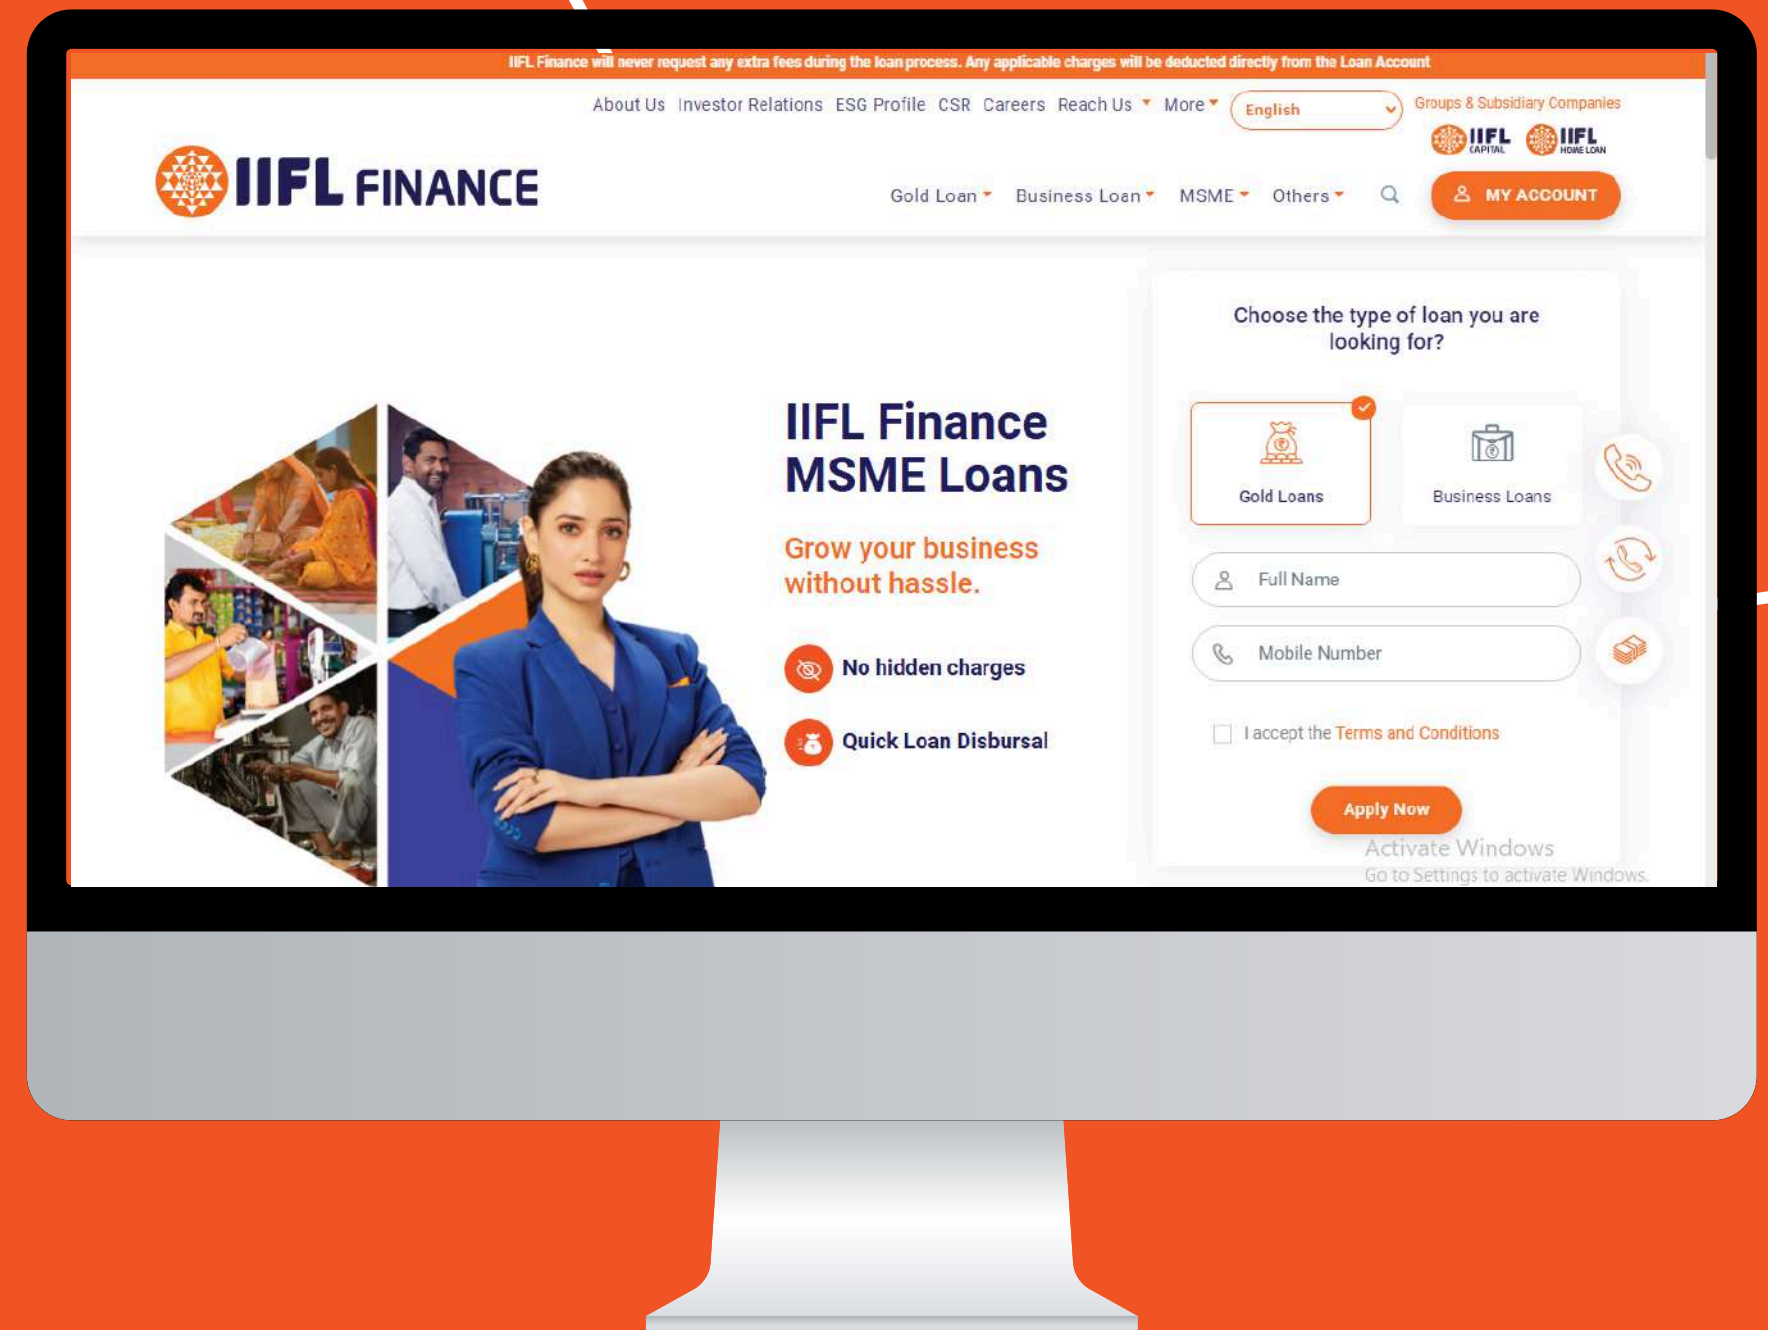 IIFL Finance will never request any extra fees during the loan process. Any applicable charges will be deducted directly from the Loan Account
About Us Investor Relations ESG Profile CSR Careers Reach Us More English Groups & Subsidiary Companies
IIFL CAPITAL IIFL HOME LOAN
IIFL FINANCE
Gold Loan Business Loan MSME Others MY ACCOUNT
IIFL Finance
MSME Loans
Grow your business
without hassle.
No hidden charges
Quick Loan Disbursal
Choose the type of loan you are
looking for?
Gold Loans Business Loans
Full Name
Mobile Number
I accept the Terms and Conditions
Apply Now
Activate Windows
Go to Settings to activate Windows.